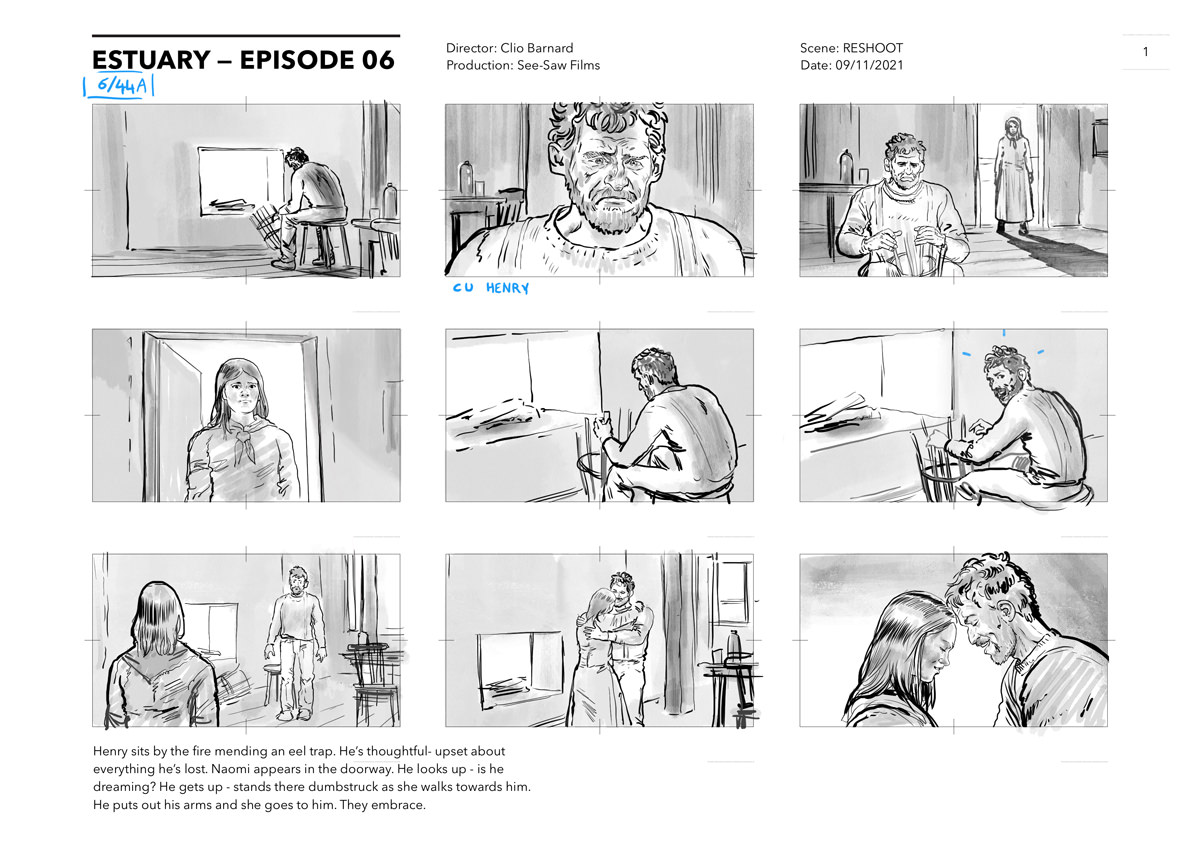 ESTUARY – EPISODE 06
Director: Clio Barnard
Production: See-Saw Films
Scene: RESHOOT
Date: 09/11/2021
1
6/44A
CU HENRY
Henry sits by the fire mending an eel trap. He’s thoughtful- upset about
everything he’s lost. Naomi appears in the doorway. He looks up - is he
dreaming? He gets up - stands there dumbstruck as she walks towards him.
He puts out his arms and she goes to him. They embrace.